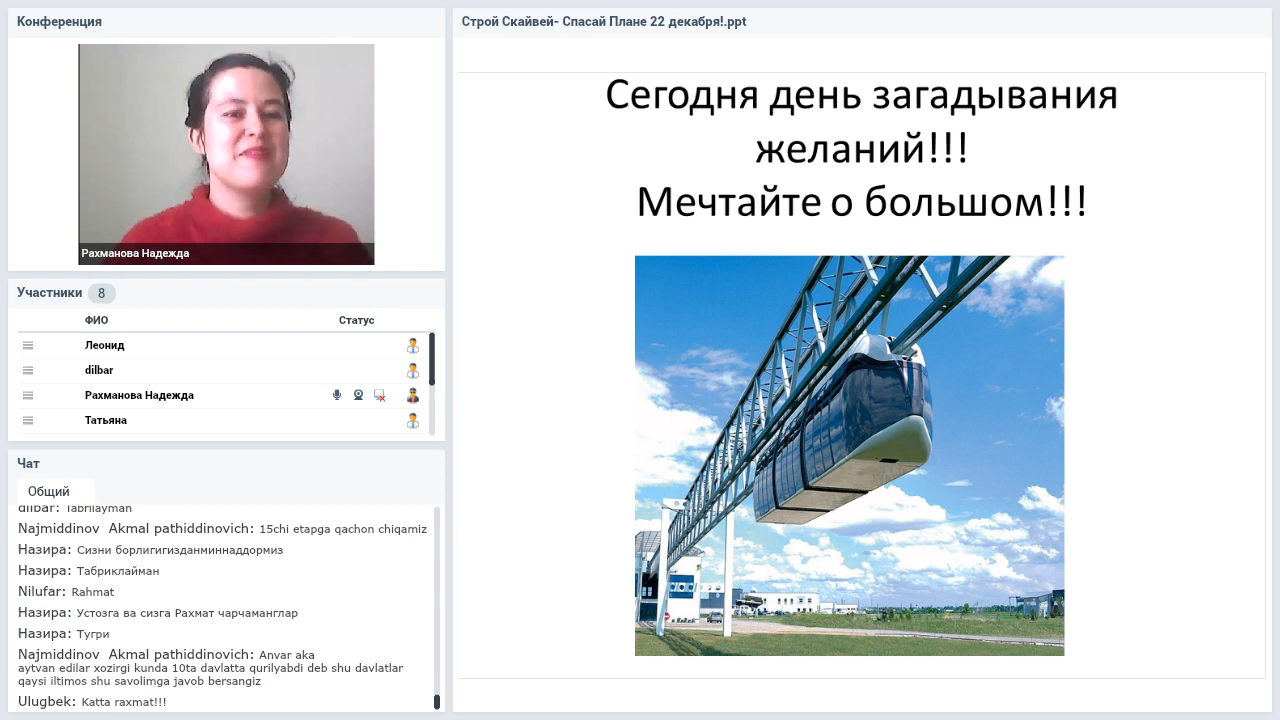 Конференция
Рахманова Надежда
Участники 8
ФИО Статус
Леонид
dilbar
Рахманова Надежда
Татьяна
Чат
Общий
dilbar: Tabrilayman
Najmiddinov Akmal pathiddinovich: 15chi etapga qachon chiqamiz
Назира: Сизни борлигигизданминнаддормиз
Назира: Табриклайман
Nilufar: Rahmat
Назира: Устозга ва сизга Рахмат чарчаманглар
Назира: Тугри
Najmiddinov Akmal pathiddinovich: Anvar aka
aytvan edilar xozirgi kunda 10ta davlatta qurilyabdi deb shu davlatlar
qaysi iltimos shu savolimga javob bersangiz
Ulugbek: Katta raxmat!!!
Строй Скайвей- Спасай Плане 22 декабря!.ppt
Сегодня день загадывания
желаний!!!
Мечтайте о большом!!!